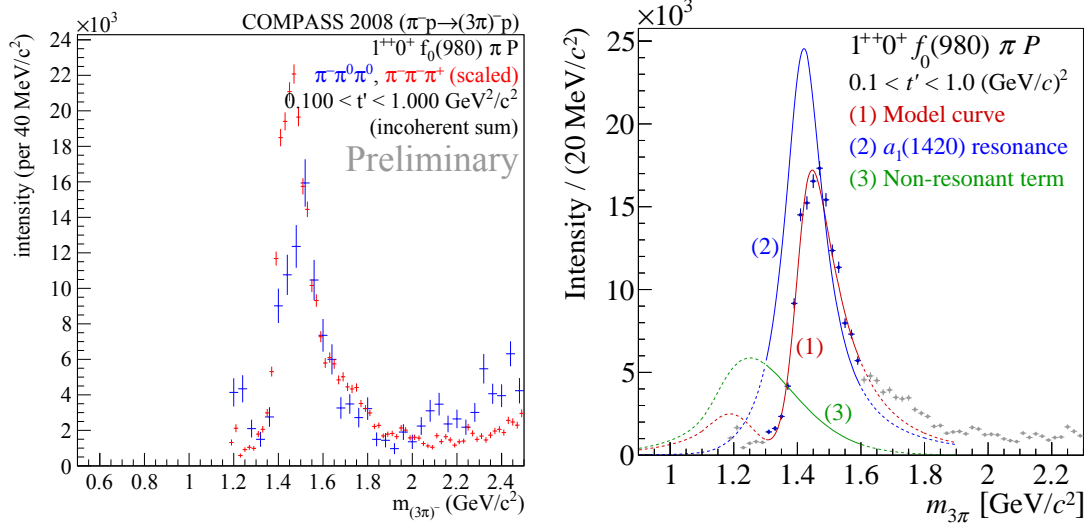 COMPASS 2008 (π⁻p→(3π)⁻p)
×10³
1⁺⁺0⁺ f₀(980) π P
π⁻π⁰π⁰, π⁻π⁻π⁺ (scaled)
0.100 < t' < 1.000 GeV²/c²
(incoherent sum)
Preliminary
intensity (per 40 MeV/c²)
24
22
20
18
16
14
12
10
8
6
4
2
0
0.6 0.8 1 1.2 1.4 1.6 1.8 2 2.2 2.4
m₍₃π₎⁻ (GeV/c²)
×10³
1⁺⁺0⁺ f₀(980) π P
0.1 < t' < 1.0 (GeV/c)²
(1) Model curve
(2) a₁(1420) resonance
(3) Non-resonant term
Intensity / (20 MeV/c²)
25
20
15
10
5
0
(2)
(1)
(3)
1 1.2 1.4 1.6 1.8 2 2.2
m₃π [GeV/c²]